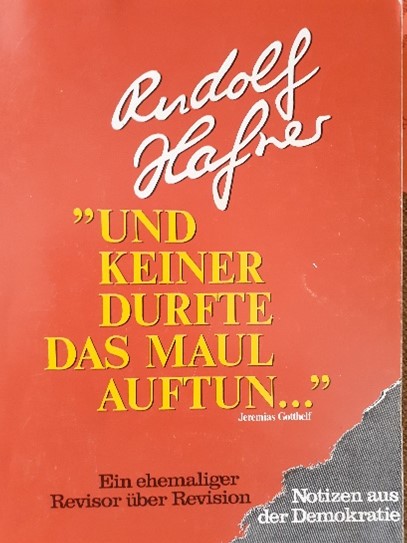 Rudolf
Hafner
"UND
KEINER
DURFTE
DAS MAUL
AUFTUN..."
Jeremias Gotthelf
Ein ehemaliger
Revisor über Revision
Notizen aus
der Demokratie